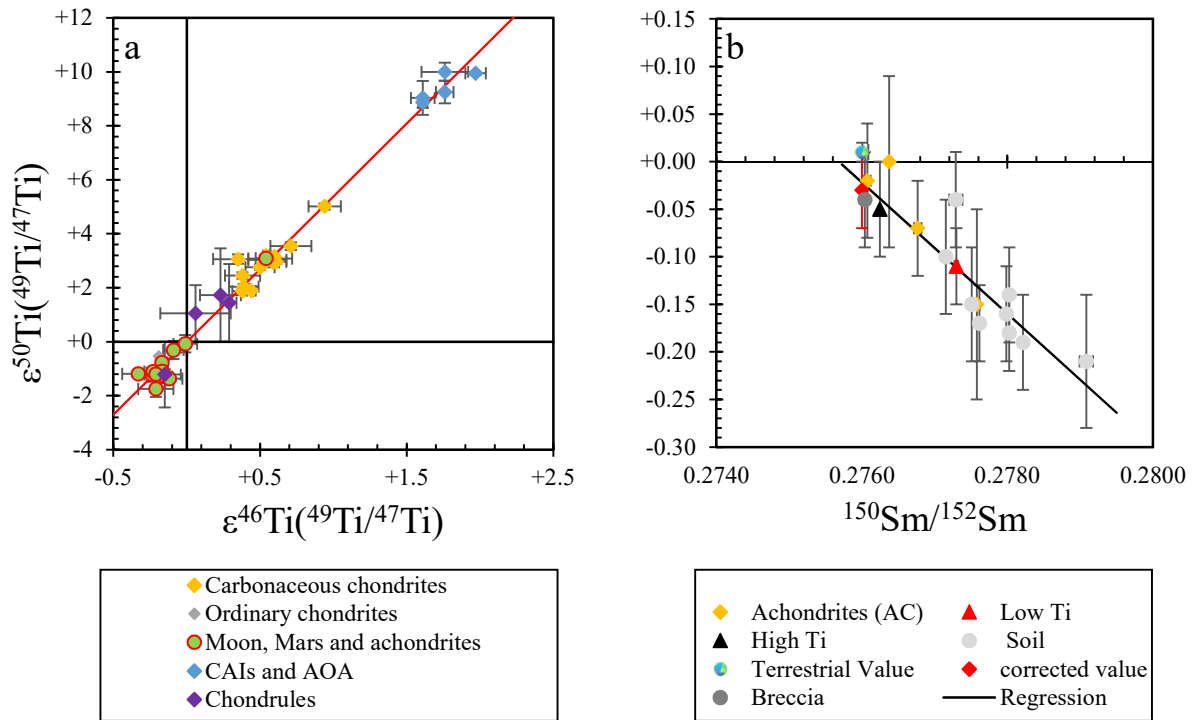 a
+12
+10
+8
+6
+4
+2
+0
-2
-4
-0.5
+0.5
+1.5
+2.5
ε⁵⁰Ti(⁴⁹Ti/⁴⁷Ti)
ε⁴⁶Ti(⁴⁹Ti/⁴⁷Ti)
Carbonaceous chondrites
Ordinary chondrites
Moon, Mars and achondrites
CAIs and AOA
Chondrules
b
+0.15
+0.10
+0.05
+0.00
-0.05
-0.10
-0.15
-0.20
-0.25
-0.30
0.2740
0.2760
0.2780
0.2800
¹⁵⁰Sm/¹⁵²Sm
Achondrites (AC)
Low Ti
High Ti
Soil
Terrestrial Value
corrected value
Breccia
Regression